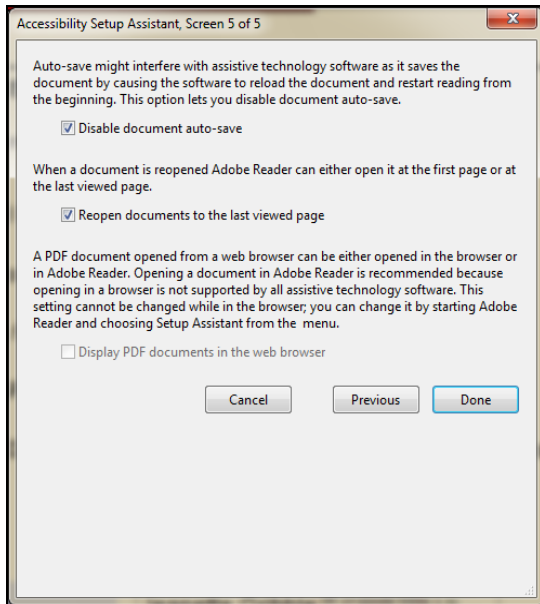 Accessibility Setup Assistant, Screen 5 of 5
Auto-save might interfere with assistive technology software as it saves the
document by causing the software to reload the document and restart reading from
the beginning. This option lets you disable document auto-save.
Disable document auto-save
When a document is reopened Adobe Reader can either open it at the first page or at
the last viewed page.
Reopen documents to the last viewed page
A PDF document opened from a web browser can be either opened in the browser or
in Adobe Reader. Opening a document in Adobe Reader is recommended because
opening in a browser is not supported by all assistive technology software. This
setting cannot be changed while in the browser; you can change it by starting Adobe
Reader and choosing Setup Assistant from the menu.
Display PDF documents in the web browser
Cancel Previous Done